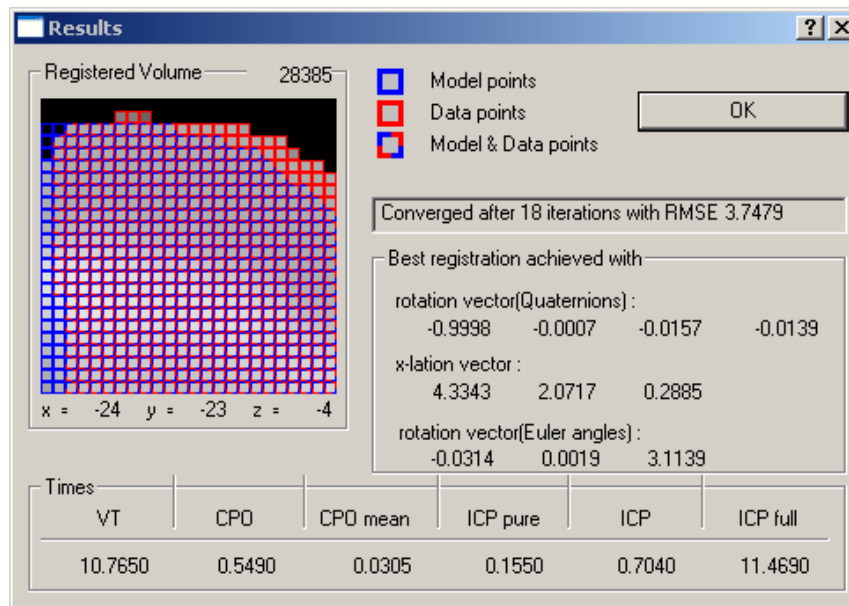 Results
Registered Volume 28385
Model points
Data points
Model & Data points
OK
Converged after 18 iterations with RMSE 3.7479
Best registration achieved with
rotation vector(Quaternions) :
-0.9998 -0.0007 -0.0157 -0.0139
x-lation vector :
4.3343 2.0717 0.2885
rotation vector(Euler angles) :
-0.0314 0.0019 3.1139
x = -24 y = -23 z = -4
Times
VT CPO CPO mean ICP pure ICP ICP full
10.7650 0.5490 0.0305 0.1550 0.7040 11.4690